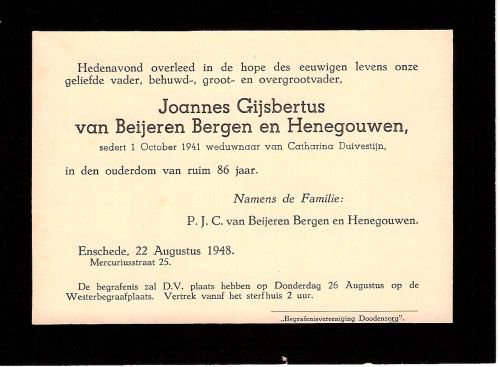 Hedenavond overleed in de hope des eeuwigen levens onze
geliefde vader, behuwd-, groot- en overgrootvader,
Joannes Gijsbertus
van Beijeren Bergen en Henegouwen,
sedert 1 October 1941 weduwnaar van Catharina Duivestijn,
in den ouderdom van ruim 86 jaar.
Namens de Familie:
P. J. C. van Beijeren Bergen en Henegouwen.
Enschede, 22 Augustus 1948.
Mercuriusstraat 25.
De begrafenis zal D.V. plaats hebben op Donderdag 26 Augustus op de
Westerbegraafplaats. Vertrek vanaf het sterfhuis 2 uur.
„Begrafenisvereeniging Doodenzorg".